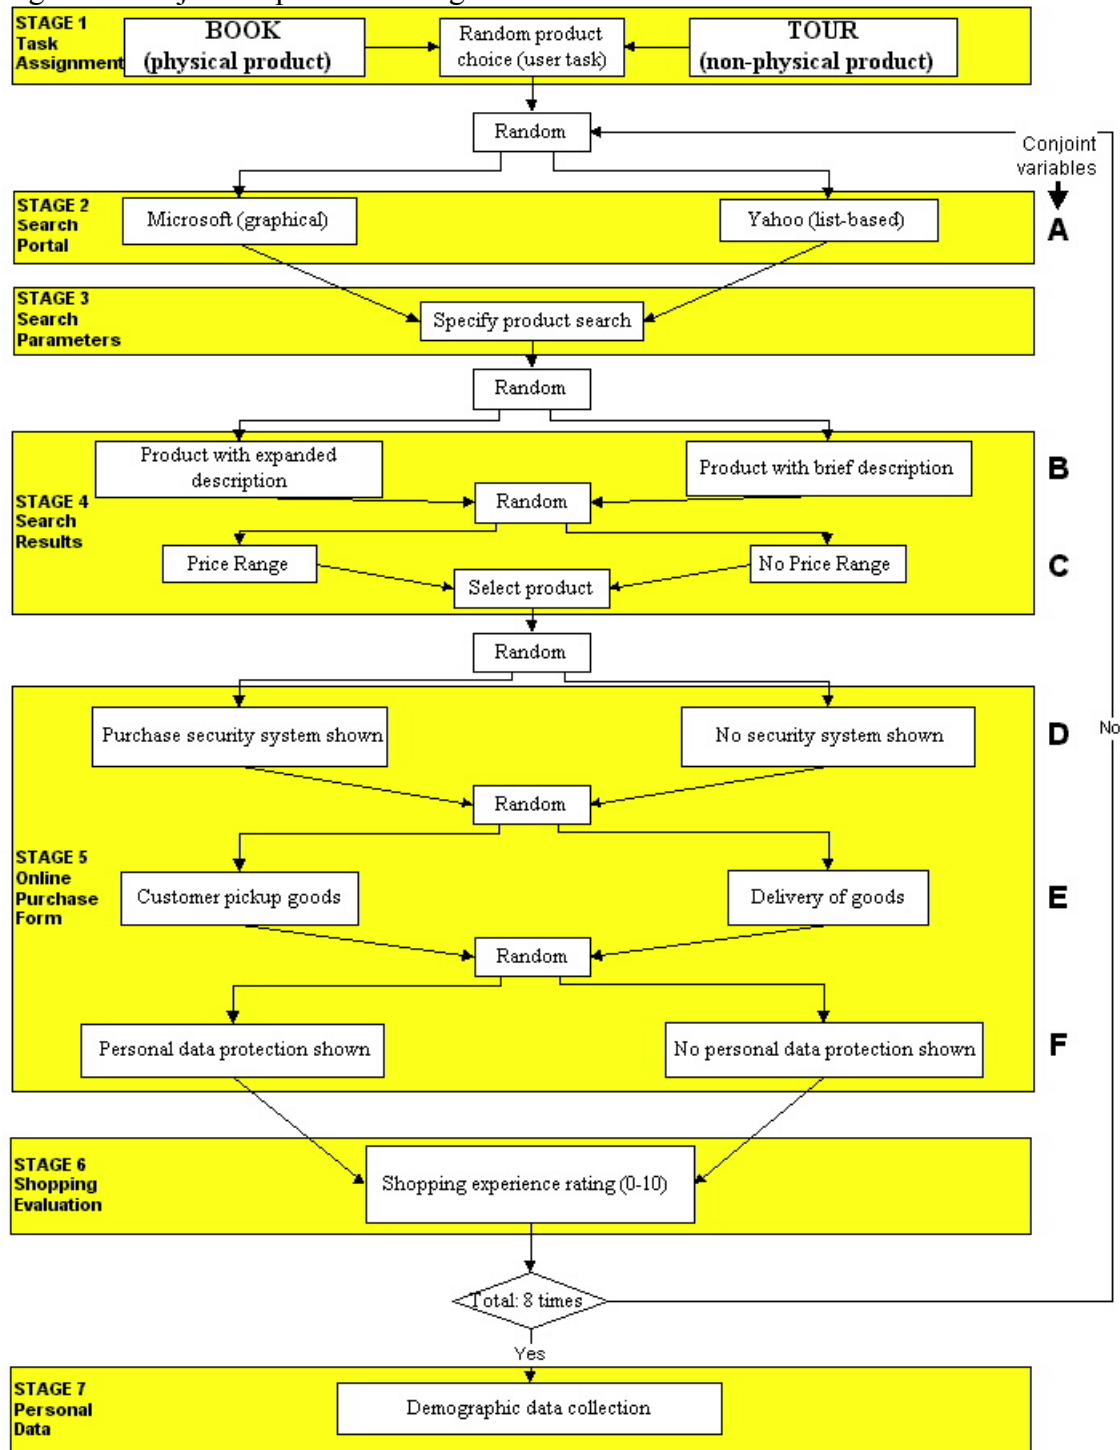 STAGE 1
Task
Assignment
BOOK
(physical product)
Random product
choice (user task)
TOUR
(non-physical product)
Random
Conjoint
variables
STAGE 2
Search
Portal
Microsoft (graphical)
Yahoo (list-based)
A
STAGE 3
Search
Parameters
Specify product search
Random
Product with expanded
description
Product with brief description
B
STAGE 4
Search
Results
Random
Price Range
No Price Range
C
Select product
Random
Purchase security system shown
No security system shown
D
No
Random
STAGE 5
Online
Purchase
Form
Customer pickup goods
Delivery of goods
E
Random
Personal data protection shown
No personal data protection shown
F
STAGE 6
Shopping
Evaluation
Shopping experience rating (0-10)
Total: 8 times
Yes
STAGE 7
Personal
Data
Demographic data collection